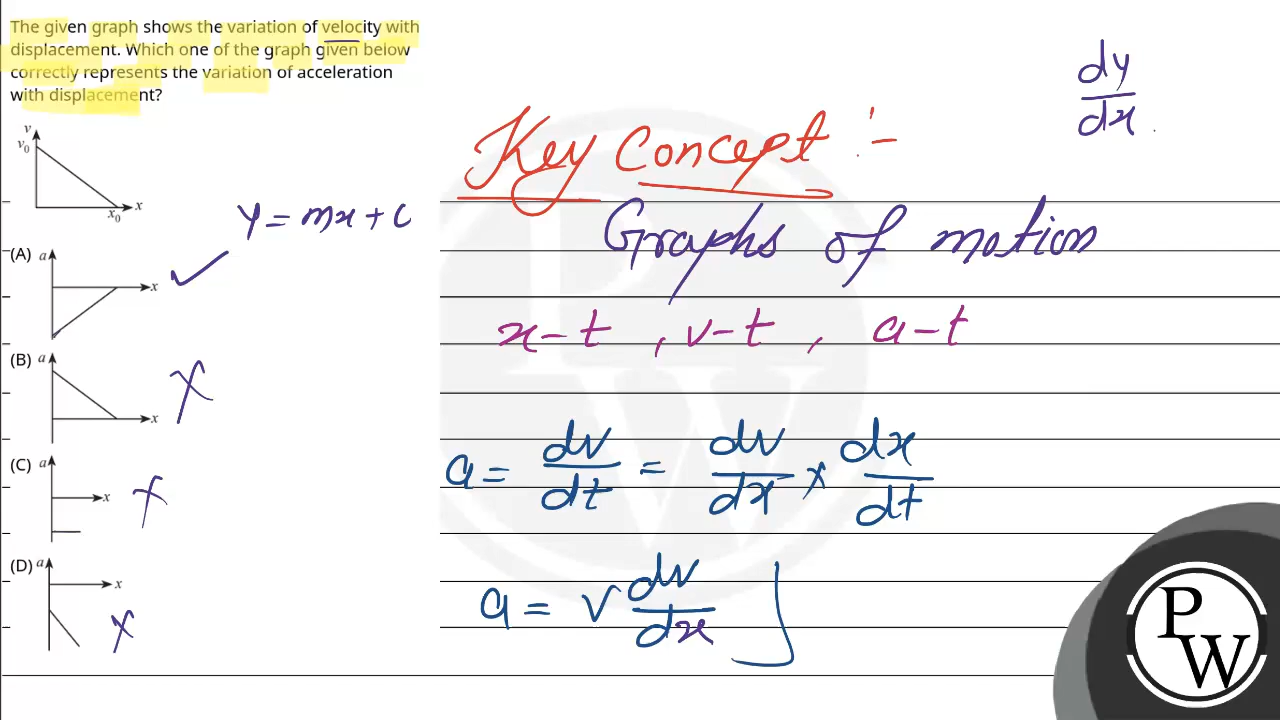 The given graph shows the variation of velocity with
displacement. Which one of the graph given below
correctly represents the variation of acceleration
with displacement?
v
v₀
x₀
x
(A) a
x
(B) a
x
(C) a
x
(D) a
x
y = mx + c
dy
dx
Key Concept :-
Graphs of motion
x - t , v - t , a - t
a = dv/dt = dv/dx × dx/dt
a = v dv/dx
P
W
P
W